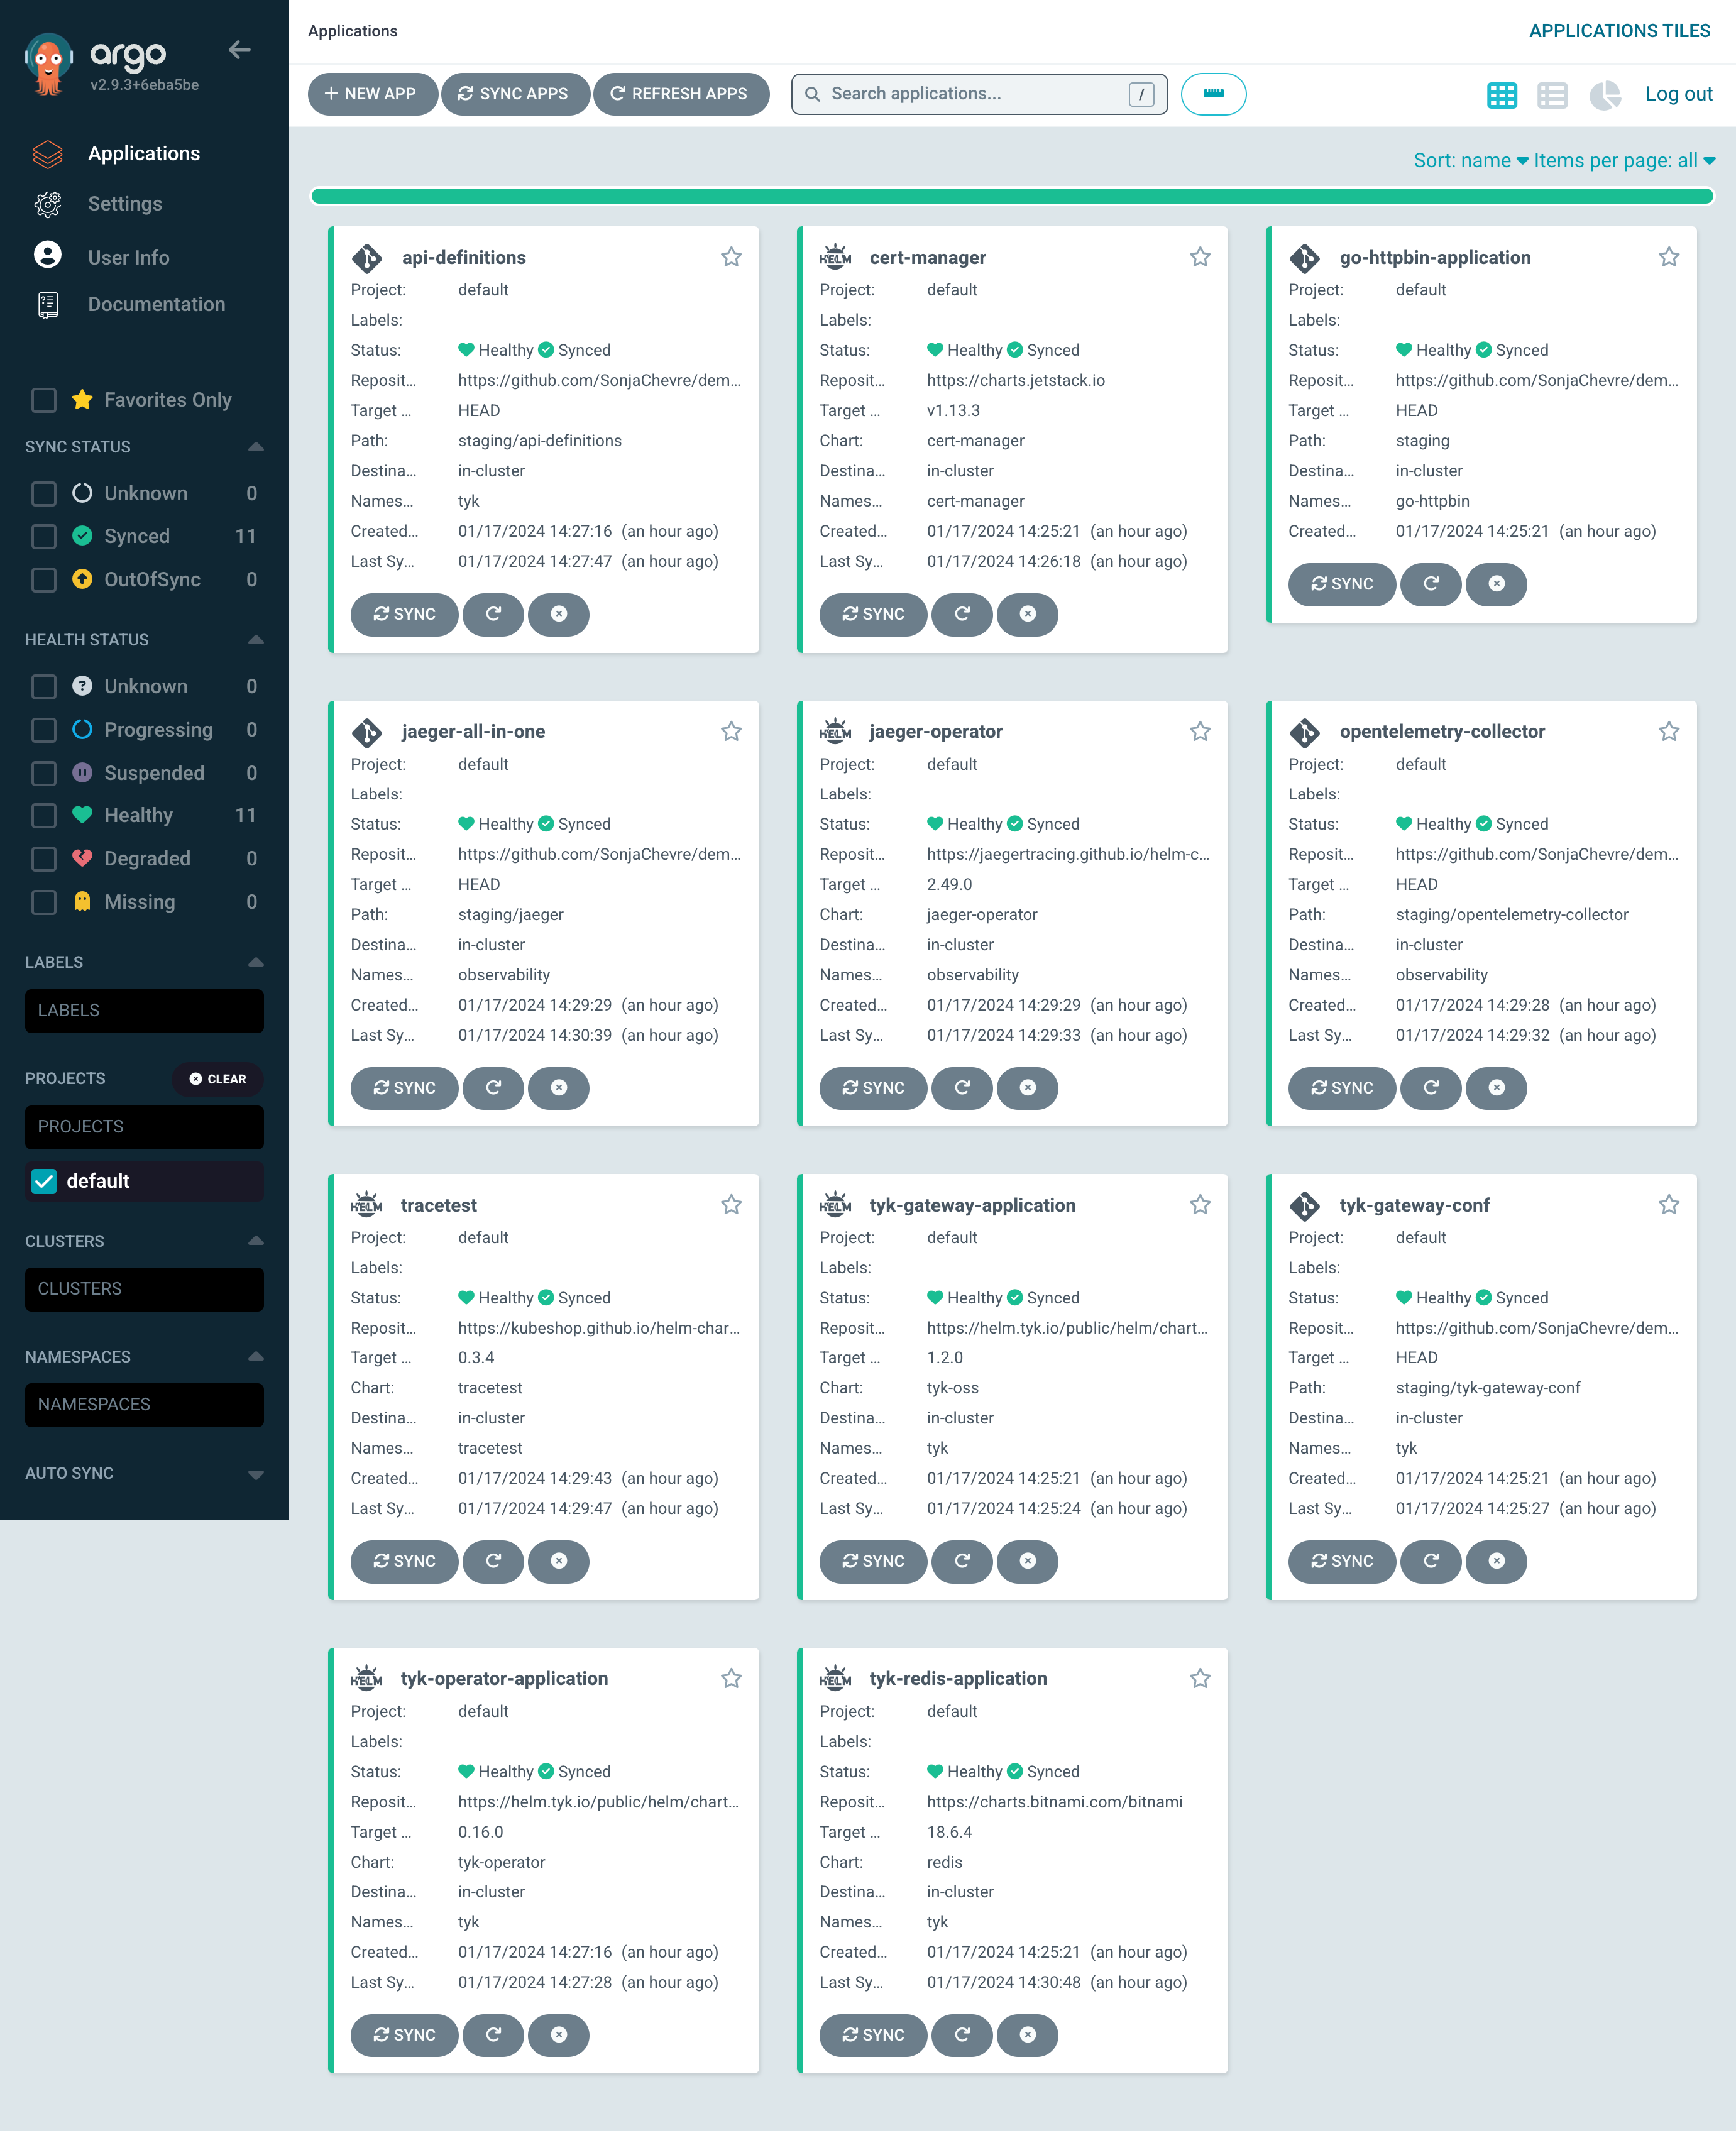 argo
v2.9.3+6eba5be
Applications
Settings
User Info
Documentation
Favorites Only
SYNC STATUS
Unknown 0
Synced 11
OutOfSync 0
HEALTH STATUS
Unknown 0
Progressing 0
Suspended 0
Healthy 11
Degraded 0
Missing 0
LABELS
LABELS
PROJECTS CLEAR
PROJECTS
default
CLUSTERS
CLUSTERS
NAMESPACES
NAMESPACES
AUTO SYNC
Applications APPLICATIONS TILES
NEW APP SYNC APPS REFRESH APPS Search applications... / Log out
Sort: name Items per page: all
api-definitions
Project: default
Labels:
Status: Healthy Synced
Reposit... https://github.com/SonjaChevre/dem...
Target ... HEAD
Path: staging/api-definitions
Destina... in-cluster
Names... tyk
Created... 01/17/2024 14:27:16 (an hour ago)
Last Sy... 01/17/2024 14:27:47 (an hour ago)
SYNC
HELM cert-manager
Project: default
Labels:
Status: Healthy Synced
Reposit... https://charts.jetstack.io
Target ... v1.13.3
Chart: cert-manager
Destina... in-cluster
Names... cert-manager
Created... 01/17/2024 14:25:21 (an hour ago)
Last Sy... 01/17/2024 14:26:18 (an hour ago)
SYNC
go-httpbin-application
Project: default
Labels:
Status: Healthy Synced
Reposit... https://github.com/SonjaChevre/dem...
Target ... HEAD
Path: staging
Destina... in-cluster
Names... go-httpbin
Created... 01/17/2024 14:25:21 (an hour ago)
SYNC
jaeger-all-in-one
Project: default
Labels:
Status: Healthy Synced
Reposit... https://github.com/SonjaChevre/dem...
Target ... HEAD
Path: staging/jaeger
Destina... in-cluster
Names... observability
Created... 01/17/2024 14:29:29 (an hour ago)
Last Sy... 01/17/2024 14:30:39 (an hour ago)
SYNC
HELM jaeger-operator
Project: default
Labels:
Status: Healthy Synced
Reposit... https://jaegertracing.github.io/helm-c...
Target ... 2.49.0
Chart: jaeger-operator
Destina... in-cluster
Names... observability
Created... 01/17/2024 14:29:29 (an hour ago)
Last Sy... 01/17/2024 14:29:33 (an hour ago)
SYNC
opentelemetry-collector
Project: default
Labels:
Status: Healthy Synced
Reposit... https://github.com/SonjaChevre/dem...
Target ... HEAD
Path: staging/opentelemetry-collector
Destina... in-cluster
Names... observability
Created... 01/17/2024 14:29:28 (an hour ago)
Last Sy... 01/17/2024 14:29:32 (an hour ago)
SYNC
HELM tracetest
Project: default
Labels:
Status: Healthy Synced
Reposit... https://kubeshop.github.io/helm-char...
Target ... 0.3.4
Chart: tracetest
Destina... in-cluster
Names... tracetest
Created... 01/17/2024 14:29:43 (an hour ago)
Last Sy... 01/17/2024 14:29:47 (an hour ago)
SYNC
HELM tyk-gateway-application
Project: default
Labels:
Status: Healthy Synced
Reposit... https://helm.tyk.io/public/helm/chart...
Target ... 1.2.0
Chart: tyk-oss
Destina... in-cluster
Names... tyk
Created... 01/17/2024 14:25:21 (an hour ago)
Last Sy... 01/17/2024 14:25:24 (an hour ago)
SYNC
tyk-gateway-conf
Project: default
Labels:
Status: Healthy Synced
Reposit... https://github.com/SonjaChevre/dem...
Target ... HEAD
Path: staging/tyk-gateway-conf
Destina... in-cluster
Names... tyk
Created... 01/17/2024 14:25:21 (an hour ago)
Last Sy... 01/17/2024 14:25:27 (an hour ago)
SYNC
HELM tyk-operator-application
Project: default
Labels:
Status: Healthy Synced
Reposit... https://helm.tyk.io/public/helm/chart...
Target ... 0.16.0
Chart: tyk-operator
Destina... in-cluster
Names... tyk
Created... 01/17/2024 14:27:16 (an hour ago)
Last Sy... 01/17/2024 14:27:28 (an hour ago)
SYNC
HELM tyk-redis-application
Project: default
Labels:
Status: Healthy Synced
Reposit... https://charts.bitnami.com/bitnami
Target ... 18.6.4
Chart: redis
Destina... in-cluster
Names... tyk
Created... 01/17/2024 14:25:21 (an hour ago)
Last Sy... 01/17/2024 14:30:48 (an hour ago)
SYNC